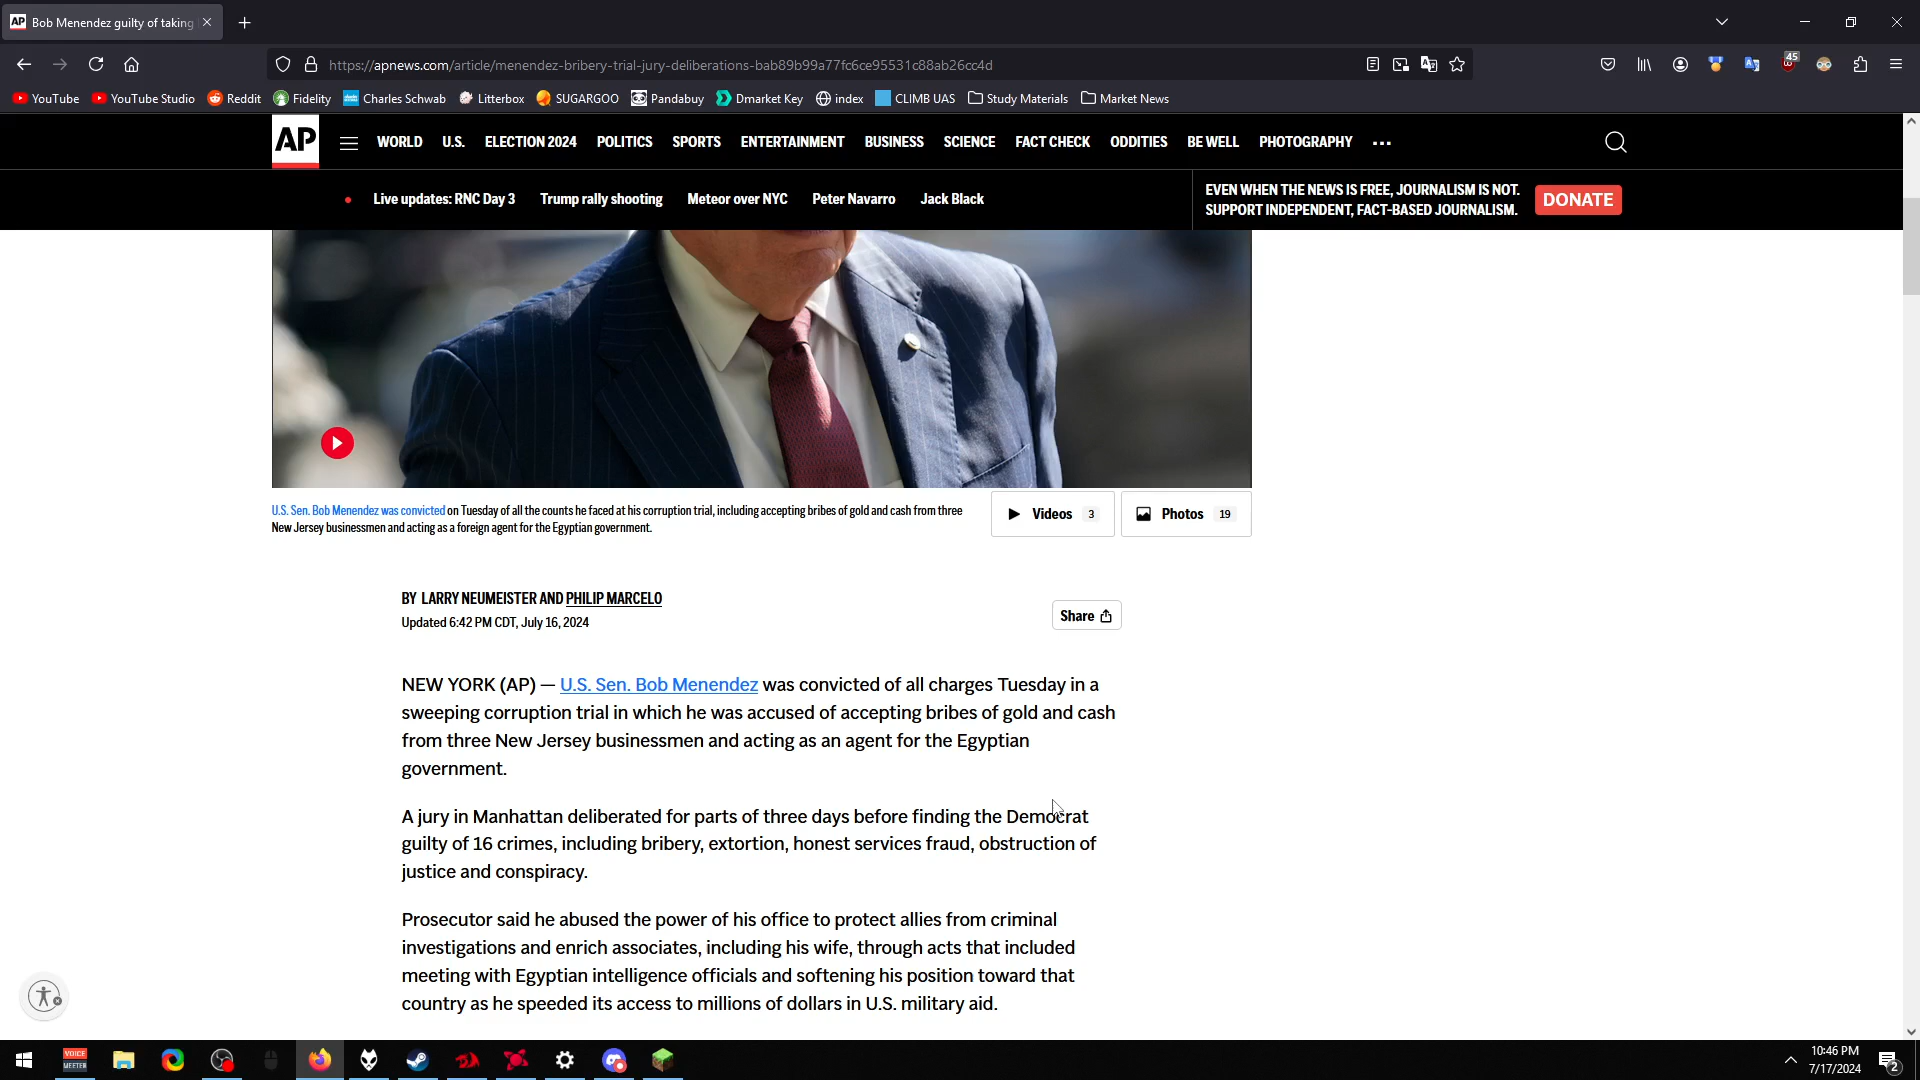 AP Bob Menendez guilty of taking
https://apnews.com/article/menendez-bribery-trial-jury-deliberations-bab89b99a77fc6ce95531c88ab26cc4d
45
YouTube YouTube Studio Reddit Fidelity Charles Schwab Litterbox SUGARGOO Pandabuy Dmarket Key index CLIMB UAS Study Materials Market News
AP WORLD U.S. ELECTION 2024 POLITICS SPORTS ENTERTAINMENT BUSINESS SCIENCE FACT CHECK ODDITIES BE WELL PHOTOGRAPHY ...
Live updates: RNC Day 3 Trump rally shooting Meteor over NYC Peter Navarro Jack Black
EVEN WHEN THE NEWS IS FREE, JOURNALISM IS NOT.
SUPPORT INDEPENDENT, FACT-BASED JOURNALISM.
DONATE
U.S. Sen. Bob Menendez was convicted on Tuesday of all the counts he faced at his corruption trial, including accepting bribes of gold and cash from three
New Jersey businessmen and acting as a foreign agent for the Egyptian government.
Videos 3
Photos 19
BY LARRY NEUMEISTER AND PHILIP MARCELO
Updated 6:42 PM CDT, July 16, 2024
Share
NEW YORK (AP) — U.S. Sen. Bob Menendez was convicted of all charges Tuesday in a
sweeping corruption trial in which he was accused of accepting bribes of gold and cash
from three New Jersey businessmen and acting as an agent for the Egyptian
government.
A jury in Manhattan deliberated for parts of three days before finding the Democrat
guilty of 16 crimes, including bribery, extortion, honest services fraud, obstruction of
justice and conspiracy.
Prosecutor said he abused the power of his office to protect allies from criminal
investigations and enrich associates, including his wife, through acts that included
meeting with Egyptian intelligence officials and softening his position toward that
country as he speeded its access to millions of dollars in U.S. military aid.
VOICE
MEETER
10:46 PM
7/17/2024
2